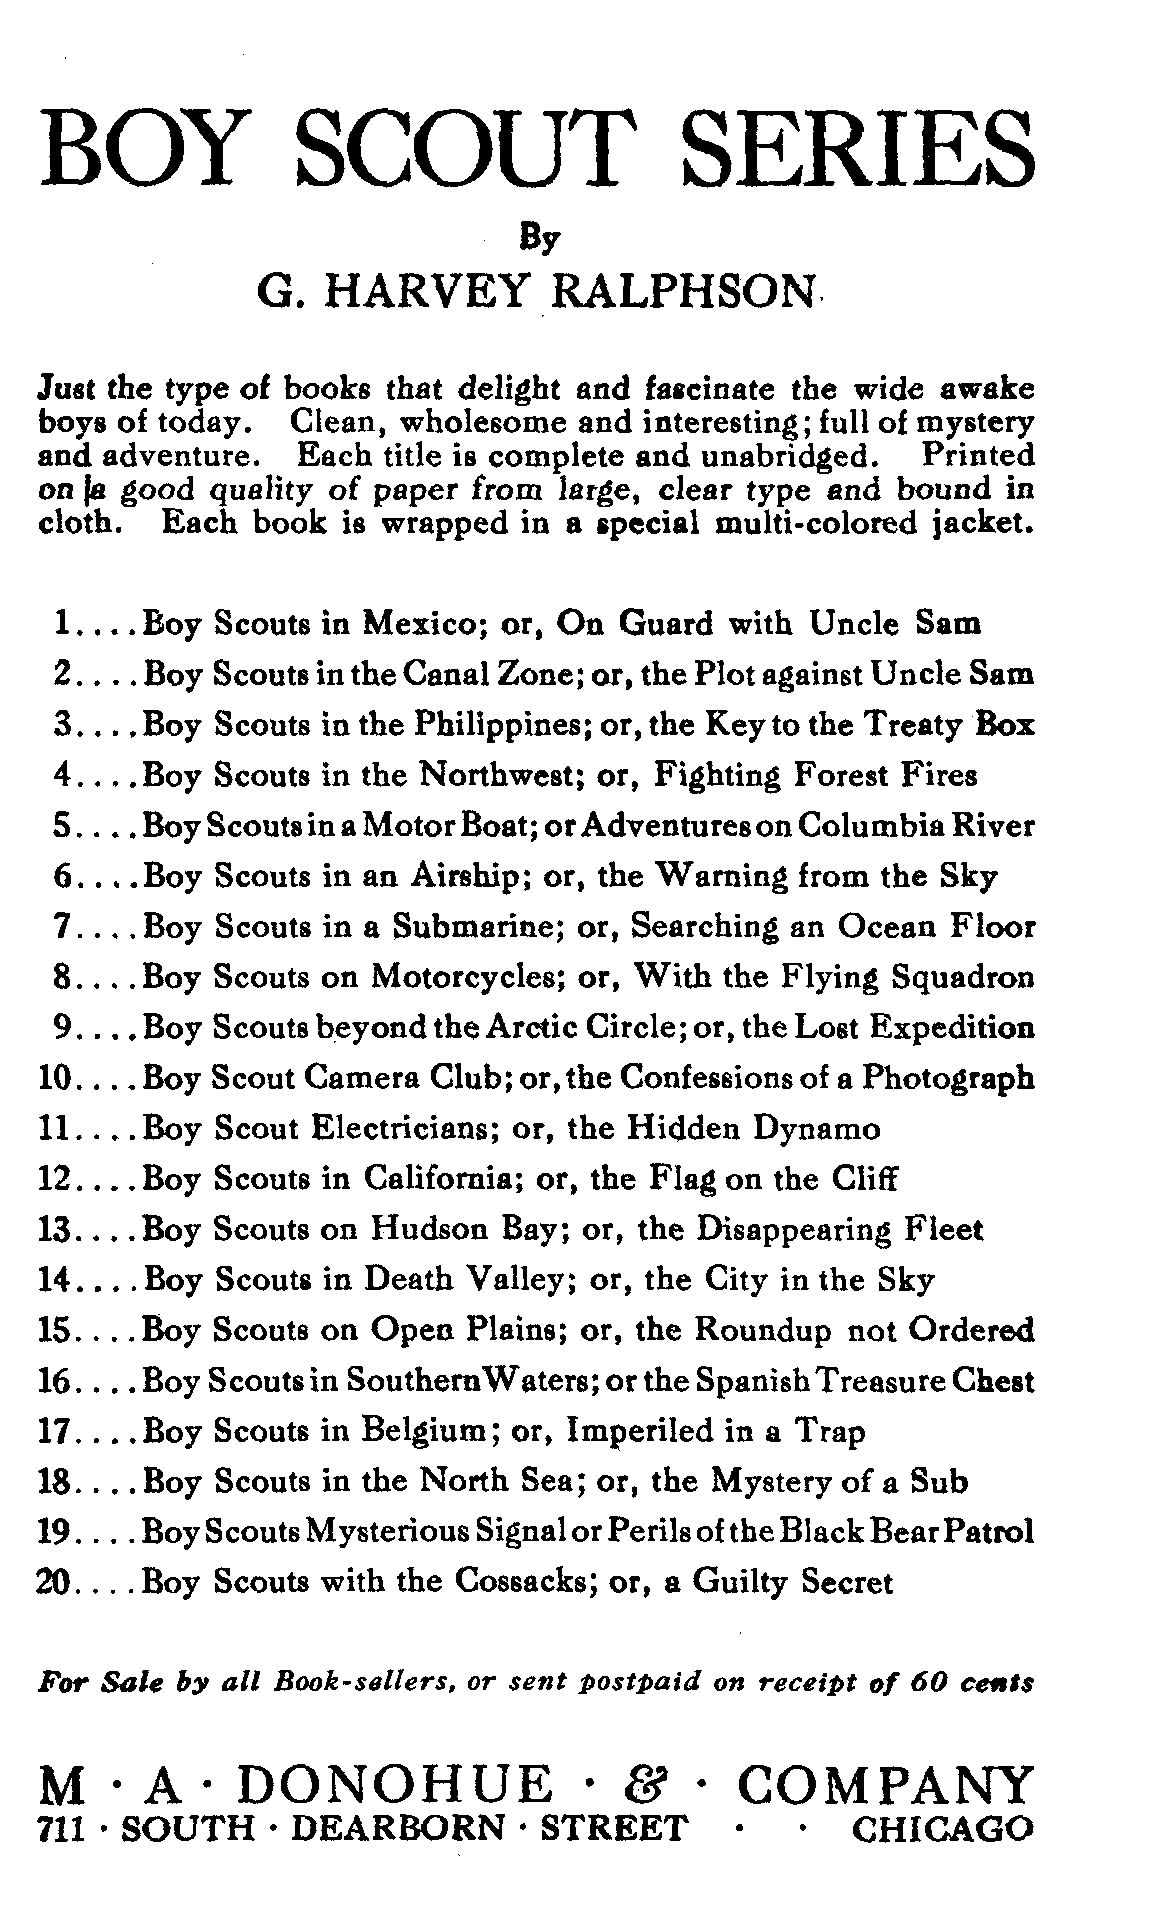 BOY SCOUT SERIES
By
G. HARVEY RALPHSON
Just the type of books that delight and fascinate the wide awake
boys of today. Clean, wholesome and interesting; full of mystery
and adventure. Each title is complete and unabridged. Printed
on a good quality of paper from large, clear type and bound in
cloth. Each book is wrapped in a special multi-colored jacket.
1....Boy Scouts in Mexico; or, On Guard with Uncle Sam
2....Boy Scouts in the Canal Zone; or, the Plot against Uncle Sam
3....Boy Scouts in the Philippines; or, the Key to the Treaty Box
4....Boy Scouts in the Northwest; or, Fighting Forest Fires
5....Boy Scouts in a Motor Boat; or Adventures on Columbia River
6....Boy Scouts in an Airship; or, the Warning from the Sky
7....Boy Scouts in a Submarine; or, Searching an Ocean Floor
8....Boy Scouts on Motorcycles; or, With the Flying Squadron
9....Boy Scouts beyond the Arctic Circle; or, the Lost Expedition
10....Boy Scout Camera Club; or, the Confessions of a Photograph
11....Boy Scout Electricians; or, the Hidden Dynamo
12....Boy Scouts in California; or, the Flag on the Cliff
13....Boy Scouts on Hudson Bay; or, the Disappearing Fleet
14....Boy Scouts in Death Valley; or, the City in the Sky
15....Boy Scouts on Open Plains; or, the Roundup not Ordered
16....Boy Scouts in Southern Waters; or the Spanish Treasure Chest
17....Boy Scouts in Belgium; or, Imperiled in a Trap
18....Boy Scouts in the North Sea; or, the Mystery of a Sub
19....Boy Scouts Mysterious Signal or Perils of the Black Bear Patrol
20....Boy Scouts with the Cossacks; or, a Guilty Secret
For Sale by all Book-sellers, or sent postpaid on receipt of 60 cents
M · A · DONOHUE · & · COMPANY
711 · SOUTH · DEARBORN · STREET · · CHICAGO